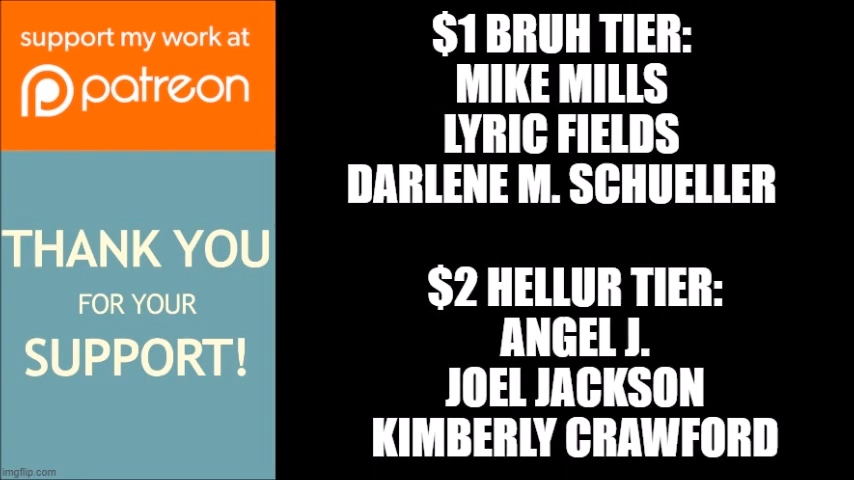 support my work at
patreon
THANK YOU
FOR YOUR
SUPPORT!
imgflip.com
$1 BRUH TIER:
MIKE MILLS
LYRIC FIELDS
DARLENE M. SCHUELLER
$2 HELLUR TIER:
ANGEL J.
JOEL JACKSON
KIMBERLY CRAWFORD